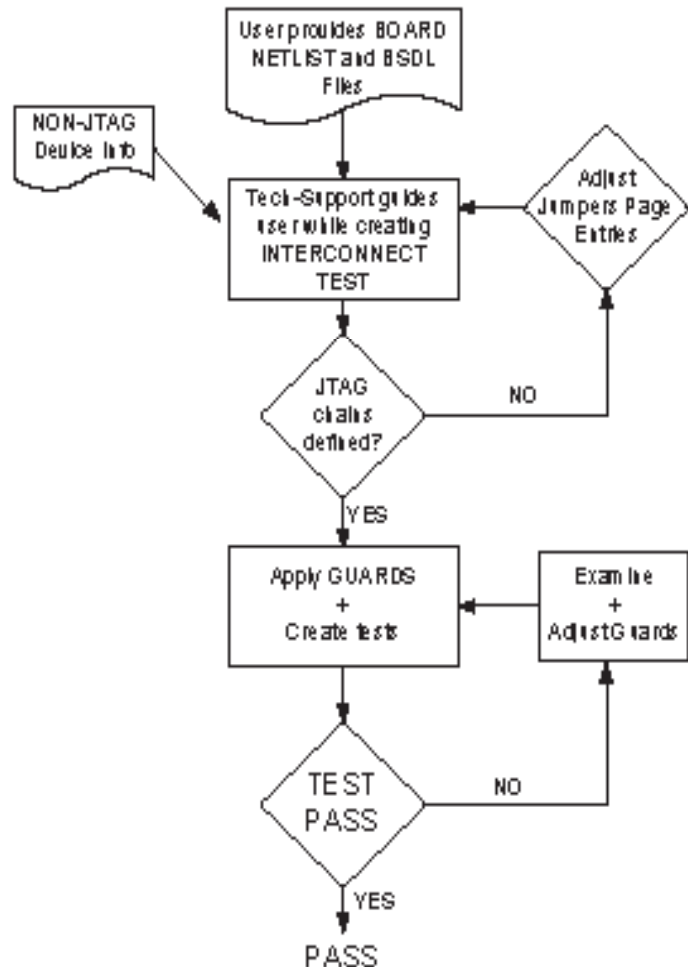 User provides BOARD
NETLIST and BSDL
Files
NON-JTAG
Device Info
Tech-Support guides
user while creating
INTERCONNECT
TEST
Adjust
Jumpers Page
Entries
JTAG
chains
defined?
NO
YES
Apply GUARDS
+
Create tests
Examine
+
Adjust Guards
TEST
PASS
NO
YES
PASS